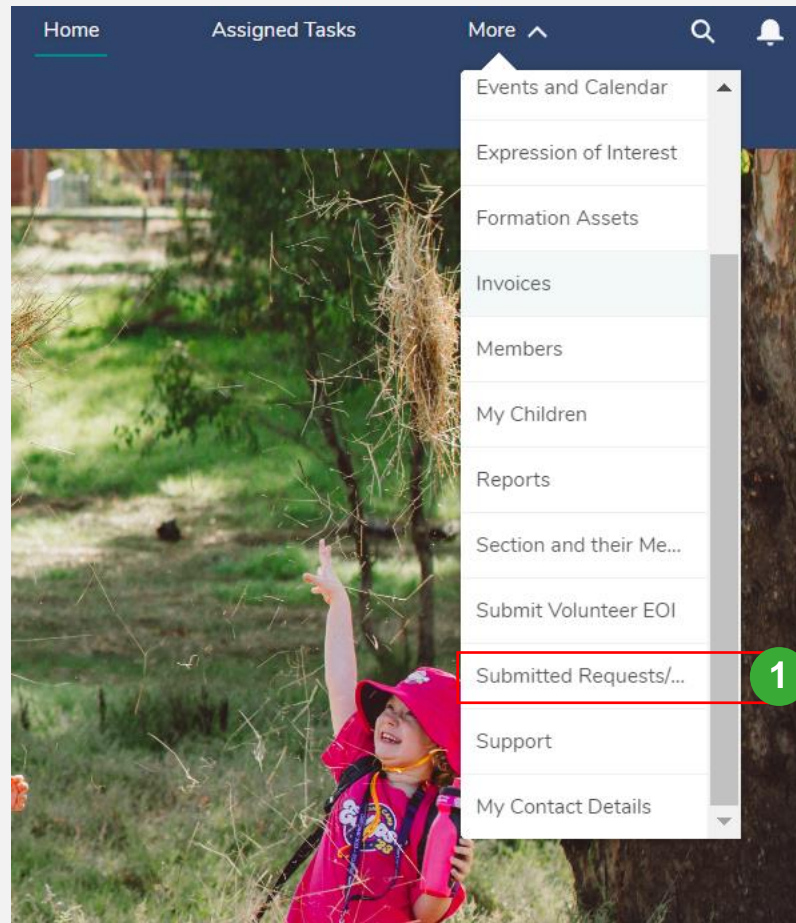 Home Assigned Tasks More
Events and Calendar
Expression of Interest
Formation Assets
Invoices
Members
My Children
Reports
Section and their Me...
Submit Volunteer EOI
Submitted Requests/...
1
Support
My Contact Details